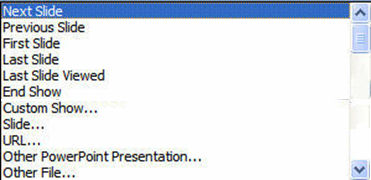 Next Slide
Previous Slide
First Slide
Last Slide
Last Slide Viewed
End Show
Custom Show...
Slide...
URL...
Other PowerPoint Presentation...
Other File...